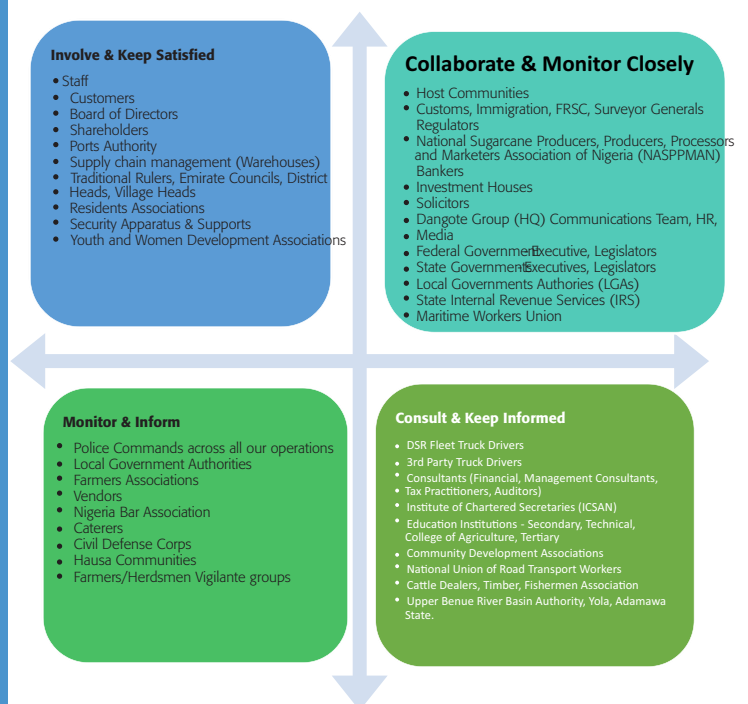 Involve & Keep Satisfied
• Staff
• Customers
• Board of Directors
• Shareholders
• Ports Authority
• Supply chain management (Warehouses)
• Traditional Rulers, Emirate Councils, District
• Heads, Village Heads
• Residents Associations
• Security Apparatus & Supports
• Youth and Women Development Associations
Collaborate & Monitor Closely
• Host Communities
• Customs, Immigration, FRSC, Surveyor Generals
Regulators
• National Sugarcane Producers, Producers, Processors
and Marketers Association of Nigeria (NASPPMAN)
Bankers
• Investment Houses
• Solicitors
• Dangote Group (HQ) Communications Team, HR,
• Media
• Federal Government-Executive, Legislators
• State Governments-Executives, Legislators
• Local Governments Authories (LGAs)
• State Internal Revenue Services (IRS)
• Maritime Workers Union
Monitor & Inform
• Police Commands across all our operations
• Local Government Authorities
• Farmers Associations
• Vendors
• Nigeria Bar Association
• Caterers
• Civil Defense Corps
• Hausa Communities
• Farmers/Herdsmen Vigilante groups
Consult & Keep Informed
• DSR Fleet Truck Drivers
• 3rd Party Truck Drivers
• Consultants (Financial, Management Consultants,
• Tax Practitioners, Auditors)
• Institute of Chartered Secretaries (ICSAN)
• Education Institutions - Secondary, Technical,
College of Agriculture, Tertiary
• Community Development Associations
• National Union of Road Transport Workers
• Cattle Dealers, Timber, Fishermen Association
• Upper Benue River Basin Authority, Yola, Adamawa
State.